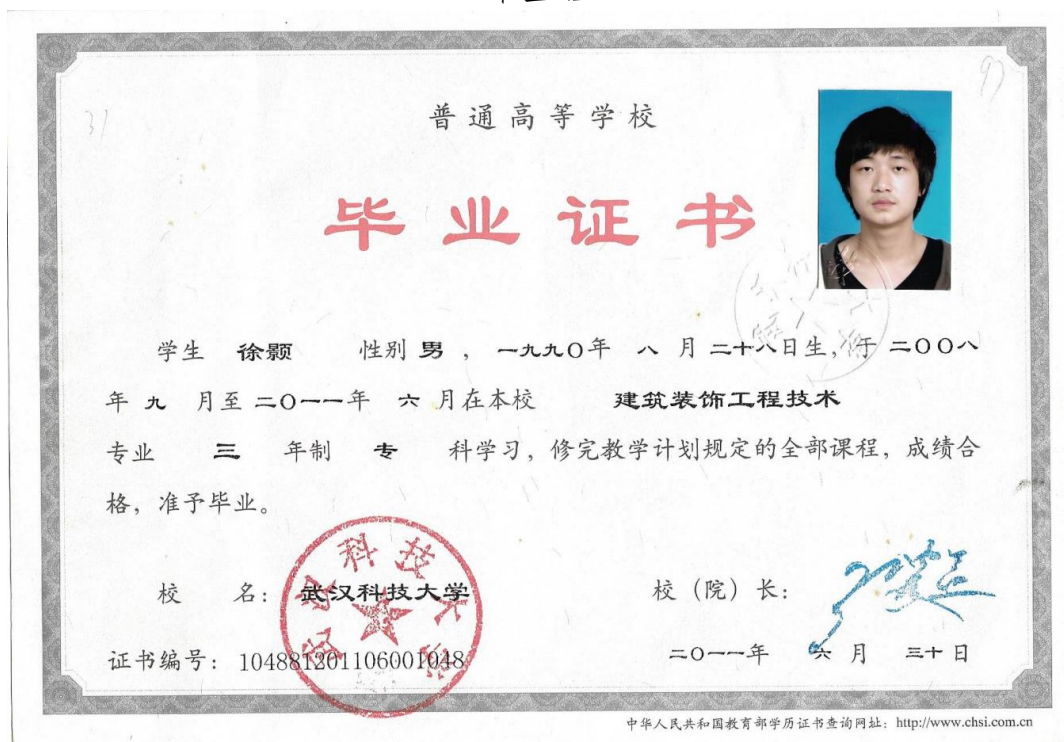 普通高等学校
毕业证书
学生 徐颢 性别 男 ，一九九〇年 八 月 二十八日生，于 二〇〇八
年 九 月至 二〇一一年 六 月在本校 建筑装饰工程技术
专业 三 年制 专 科学习，修完教学计划规定的全部课程，成绩合
格，准予毕业。
校 名：武汉科技大学
校（院）长：
证书编号：104881201106001048
二〇一一年 六 月 三十 日
武汉科技大学
中华人民共和国教育部学历证书查询网址：http://www.chsi.com.cn